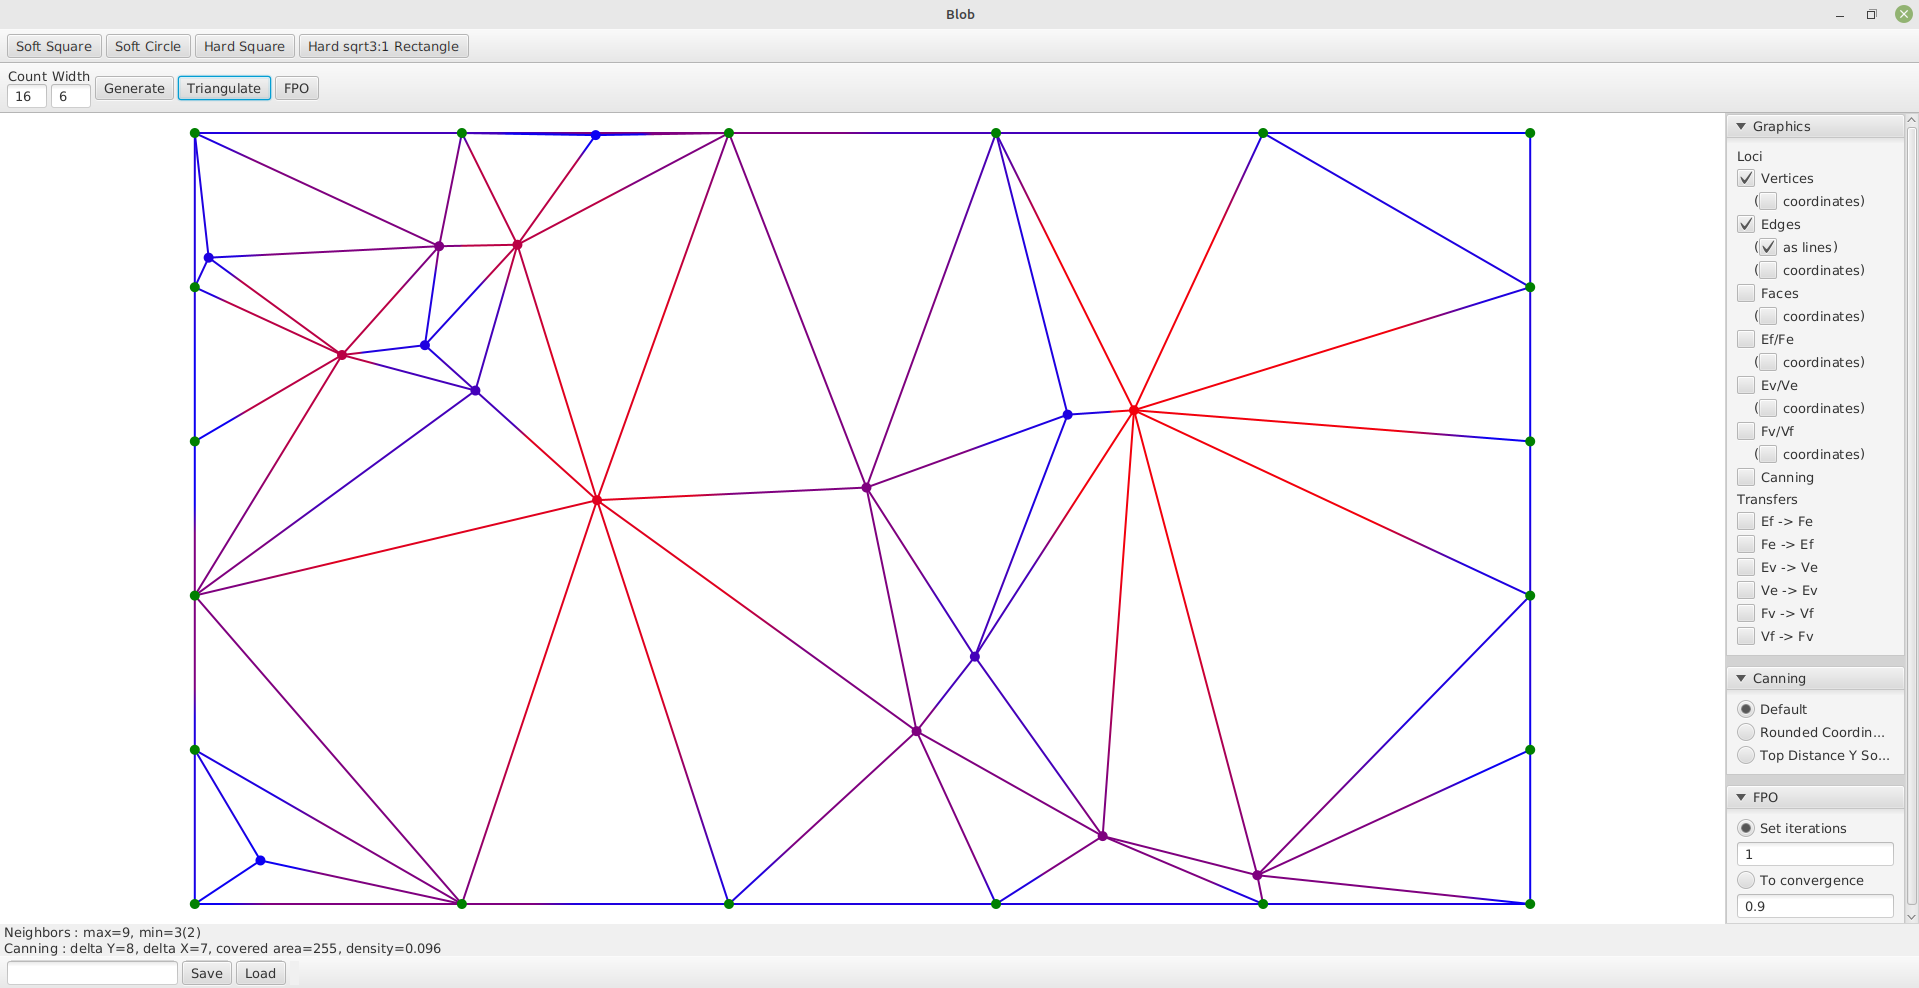 Blob
Soft Square Soft Circle Hard Square Hard sqrt3:1 Rectangle
Count Width
16 6 Generate Triangulate FPO
Graphics
Loci
Vertices
( coordinates)
Edges
( as lines)
( coordinates)
Faces
( coordinates)
Ef/Fe
( coordinates)
Ev/Ve
( coordinates)
Fv/Vf
( coordinates)
Canning
Transfers
Ef -> Fe
Fe -> Ef
Ev -> Ve
Ve -> Ev
Fv -> Vf
Vf -> Fv
Canning
Default
Rounded Coordin...
Top Distance Y So...
FPO
Set iterations
1
To convergence
0.9
Neighbors : max=9, min=3(2)
Canning : delta Y=8, delta X=7, covered area=255, density=0.096
Save Load